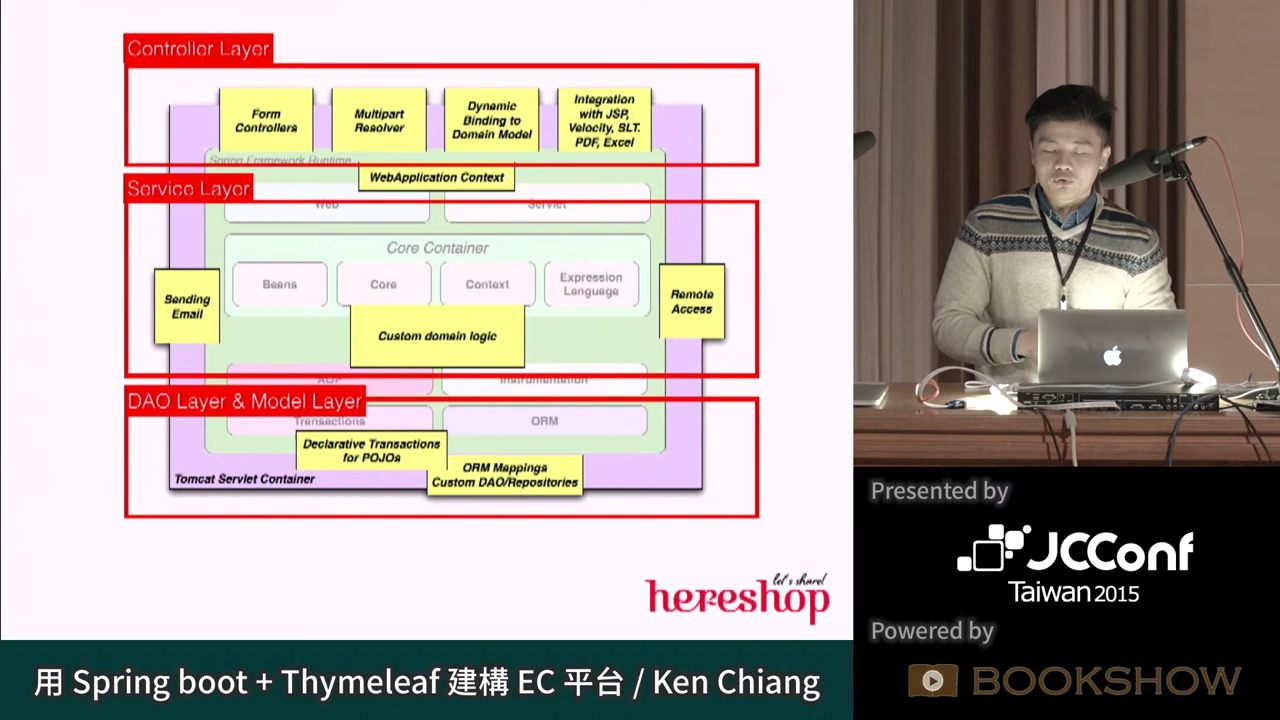 Controller Layer
Form
Controllers
Multipart
Resolver
Dynamic
Binding to
Domain Model
Integration
with JSP,
Velocity, BLT.
PDF, Excel
Spring Framework Runtime
WebApplication Context
Service Layer
Web
Servlet
Core Container
Beans
Core
Context
Expression
Language
Sending
Email
Remote
Access
Custom domain logic
AOP
Instrumentation
DAO Layer & Model Layer
Transactions
ORM
Declarative Transactions
for POJOs
ORM Mappings
Custom DAO/Repositories
Tomcat Servlet Container
let's share!
hereshop
Presented by
JCConf
Taiwan 2015
Powered by
BOOKSHOW
用 Spring boot + Thymeleaf 建構 EC 平台 / Ken Chiang